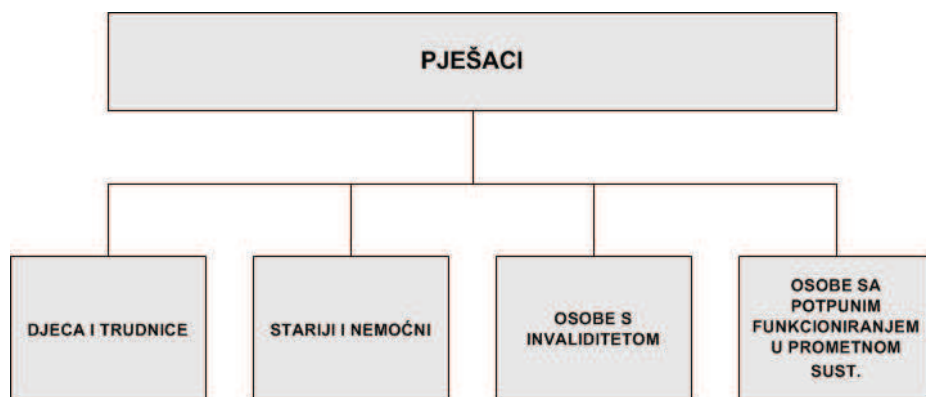 PJEŠACI
DJECA I TRUDNICE
STARIJI I NEMOĆNI
OSOBE S
INVALIDITETOM
OSOBE SA
POTPUNIM
FUNKCIONIRANJEM
U PROMETNOM
SUST.